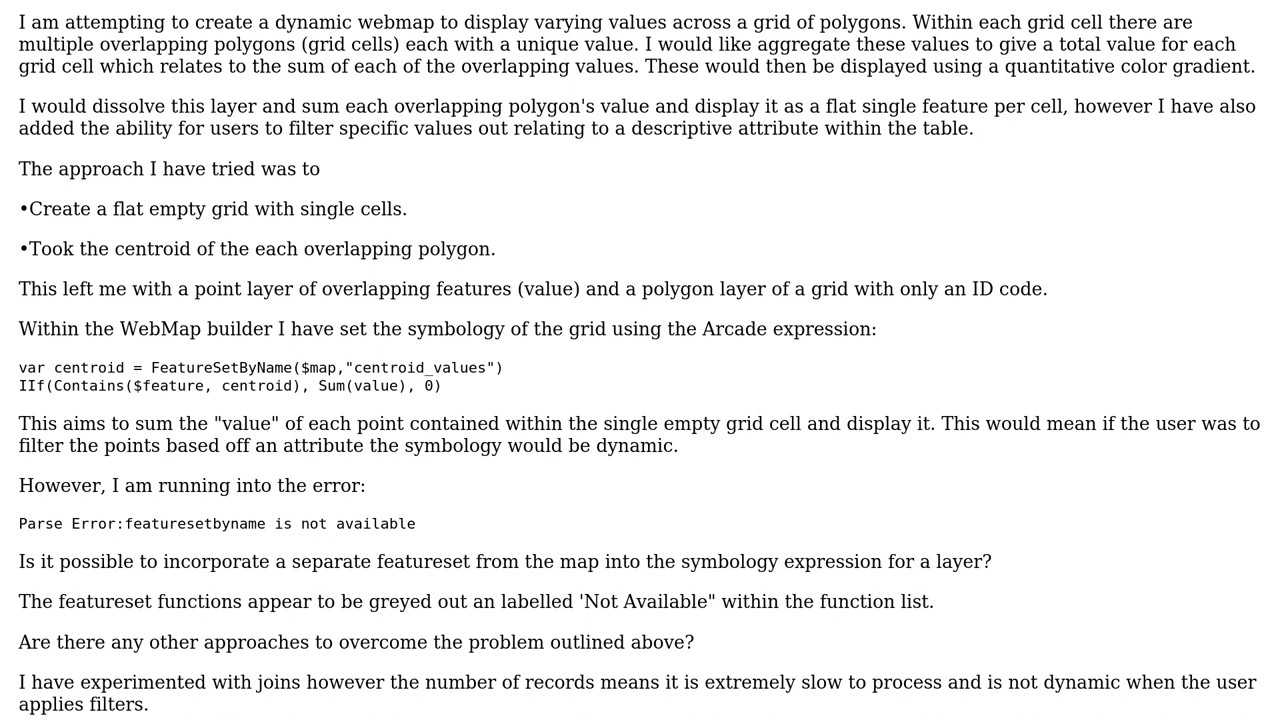 I am attempting to create a dynamic webmap to display varying values across a grid of polygons. Within each grid cell there are
multiple overlapping polygons (grid cells) each with a unique value. I would like aggregate these values to give a total value for each
grid cell which relates to the sum of each of the overlapping values. These would then be displayed using a quantitative color gradient.
I would dissolve this layer and sum each overlapping polygon's value and display it as a flat single feature per cell, however I have also
added the ability for users to filter specific values out relating to a descriptive attribute within the table.
The approach I have tried was to
•Create a flat empty grid with single cells.
•Took the centroid of the each overlapping polygon.
This left me with a point layer of overlapping features (value) and a polygon layer of a grid with only an ID code.
Within the WebMap builder I have set the symbology of the grid using the Arcade expression:
var centroid = FeatureSetByName($map,"centroid_values")
IIf(Contains($feature, centroid), Sum(value), 0)
This aims to sum the "value" of each point contained within the single empty grid cell and display it. This would mean if the user was to
filter the points based off an attribute the symbology would be dynamic.
However, I am running into the error:
Parse Error:featuresetbyname is not available
Is it possible to incorporate a separate featureset from the map into the symbology expression for a layer?
The featureset functions appear to be greyed out an labelled 'Not Available" within the function list.
Are there any other approaches to overcome the problem outlined above?
I have experimented with joins however the number of records means it is extremely slow to process and is not dynamic when the user
applies filters.